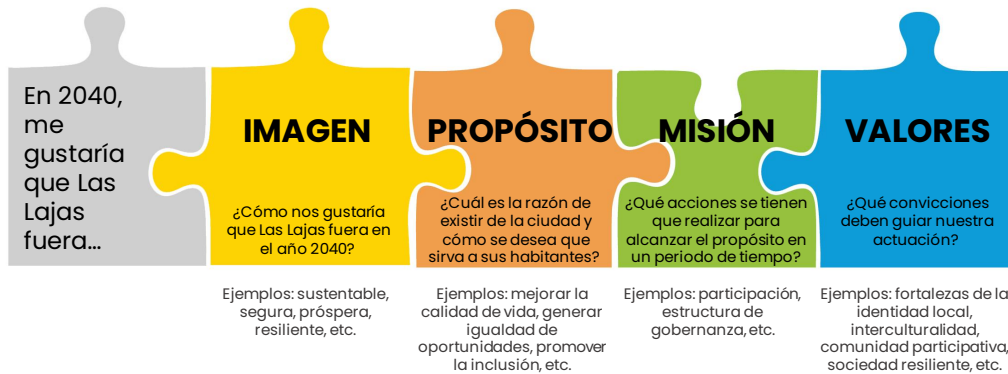 En 2040,
me
gustaría
que Las
Lajas
fuera...
IMAGEN
¿Cómo nos gustaría
que Las Lajas fuera en
el año 2040?
Ejemplos: sustentable,
segura, próspera,
resiliente, etc.
PROPÓSITO
¿Cuál es la razón de
existir de la ciudad y
cómo se desea que
sirva a sus habitantes?
Ejemplos: mejorar la
calidad de vida, generar
igualdad de
oportunidades, promover
la inclusión, etc.
MISIÓN
¿Qué acciones se tienen
que realizar para
alcanzar el propósito en
un periodo de tiempo?
Ejemplos: participación,
estructura de
gobernanza, etc.
VALORES
¿Qué convicciones
deben guiar nuestra
actuación?
Ejemplos: fortalezas de la
identidad local,
interculturalidad,
comunidad participativa,
sociedad resiliente, etc.